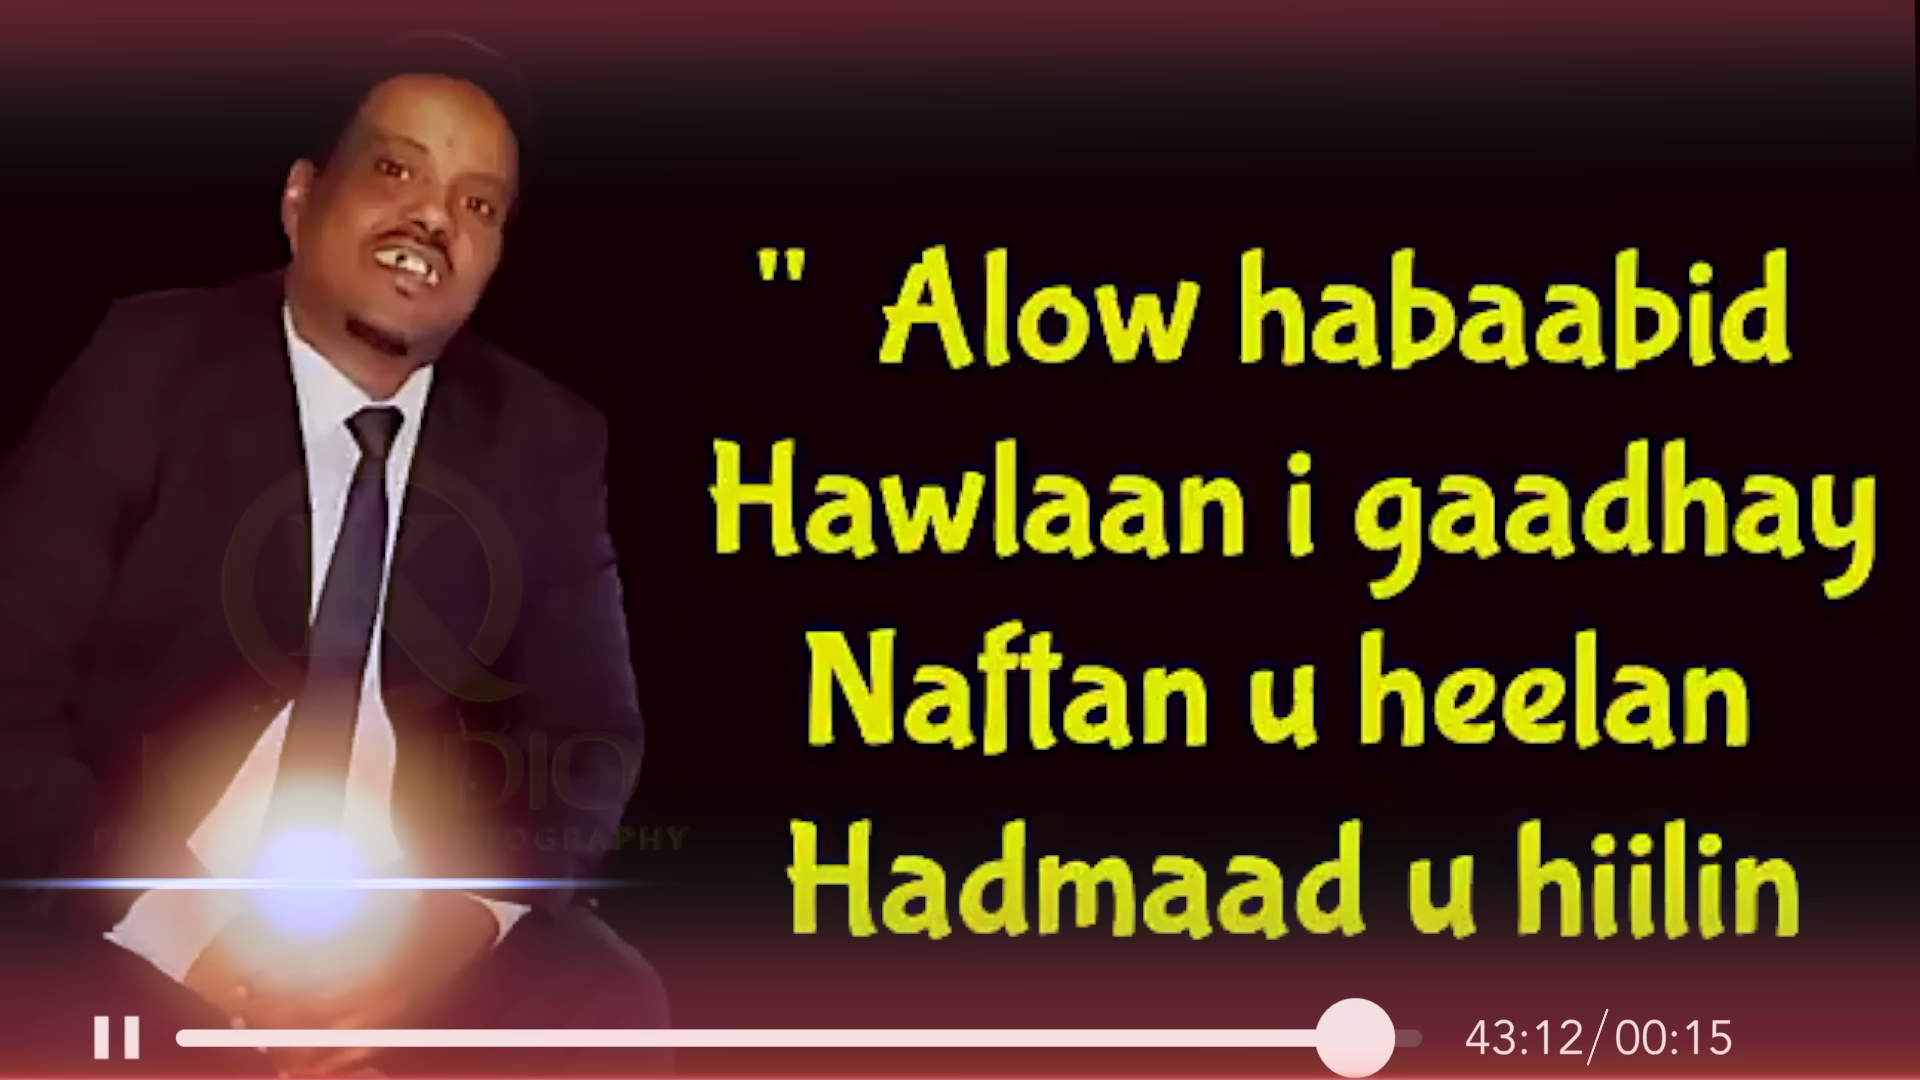 " Alow habaabid
Hawlaan i gaadhay
Naftan u heelan
Hadmaad u hiilin
43:12/00:15